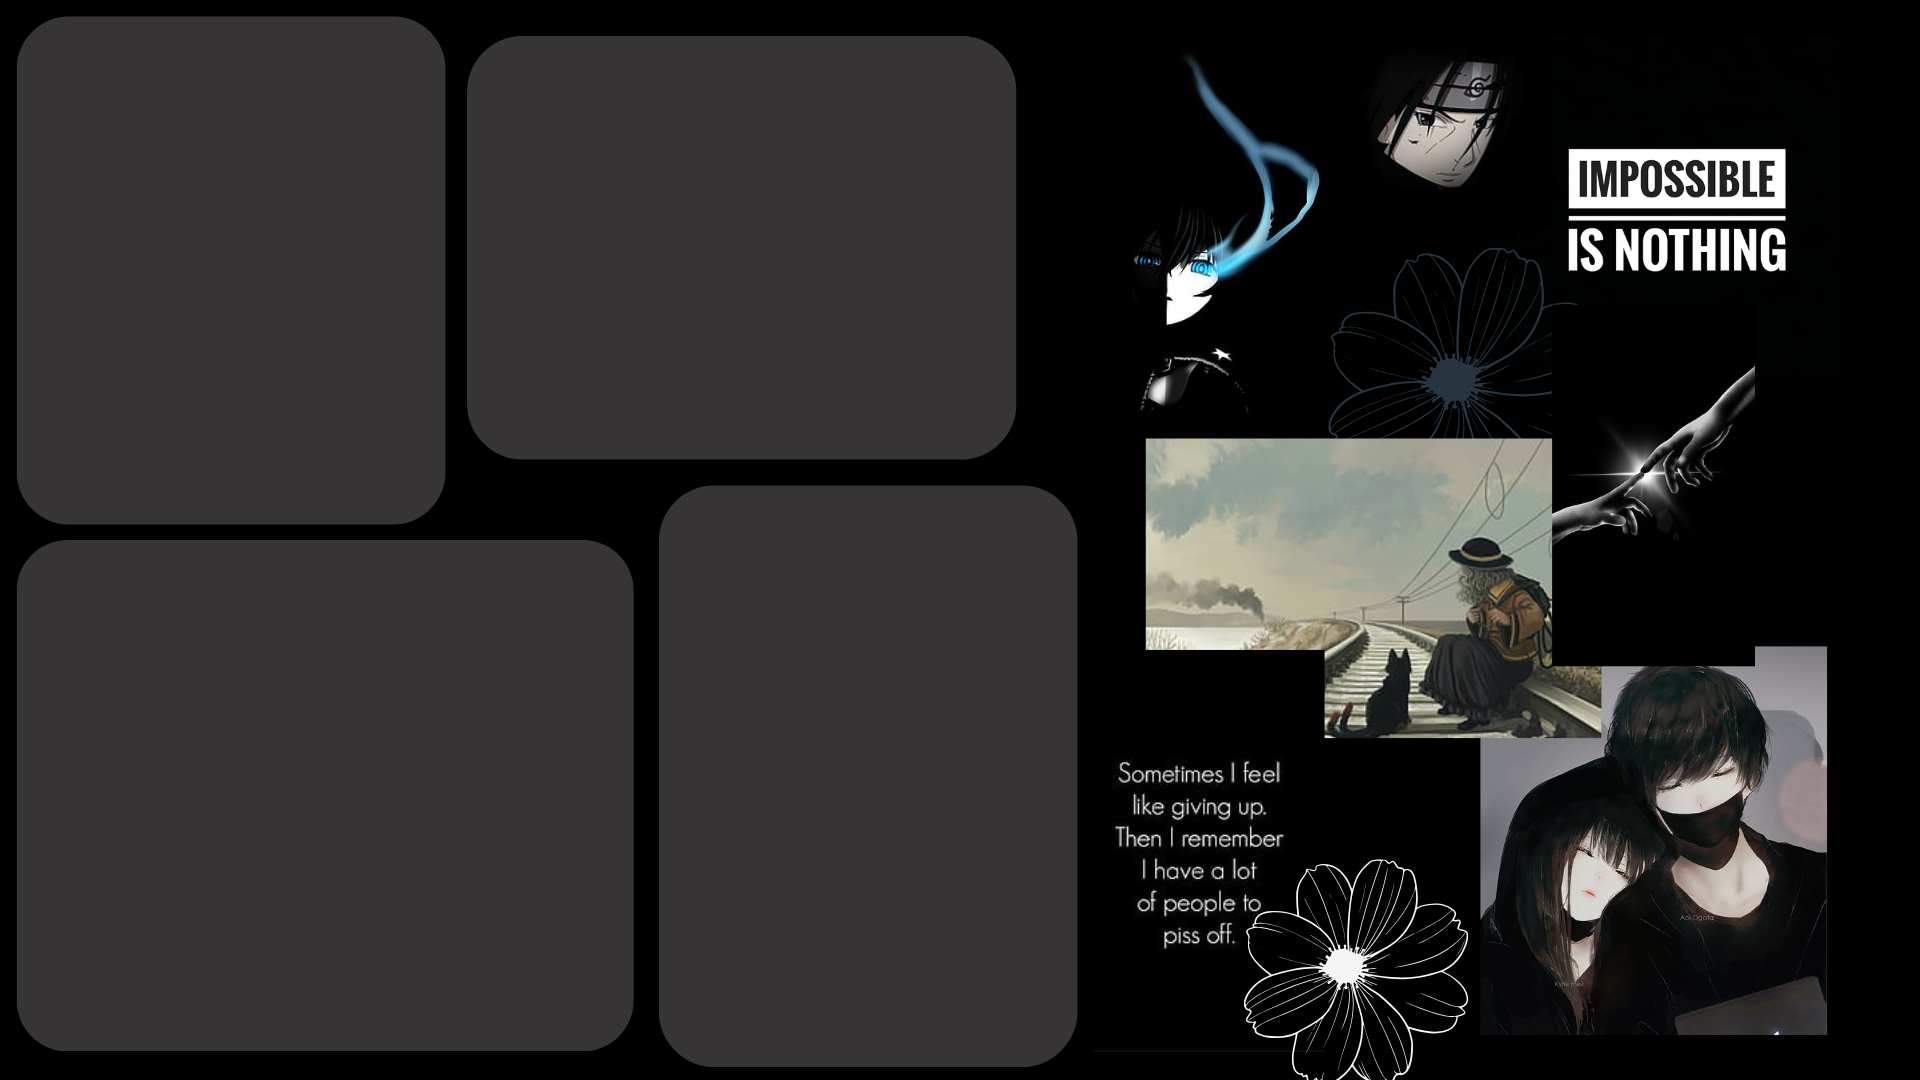 IMPOSSIBLE
IS NOTHING
Sometimes I feel
like giving up.
Then I remember
I have a lot
of people to
piss off.